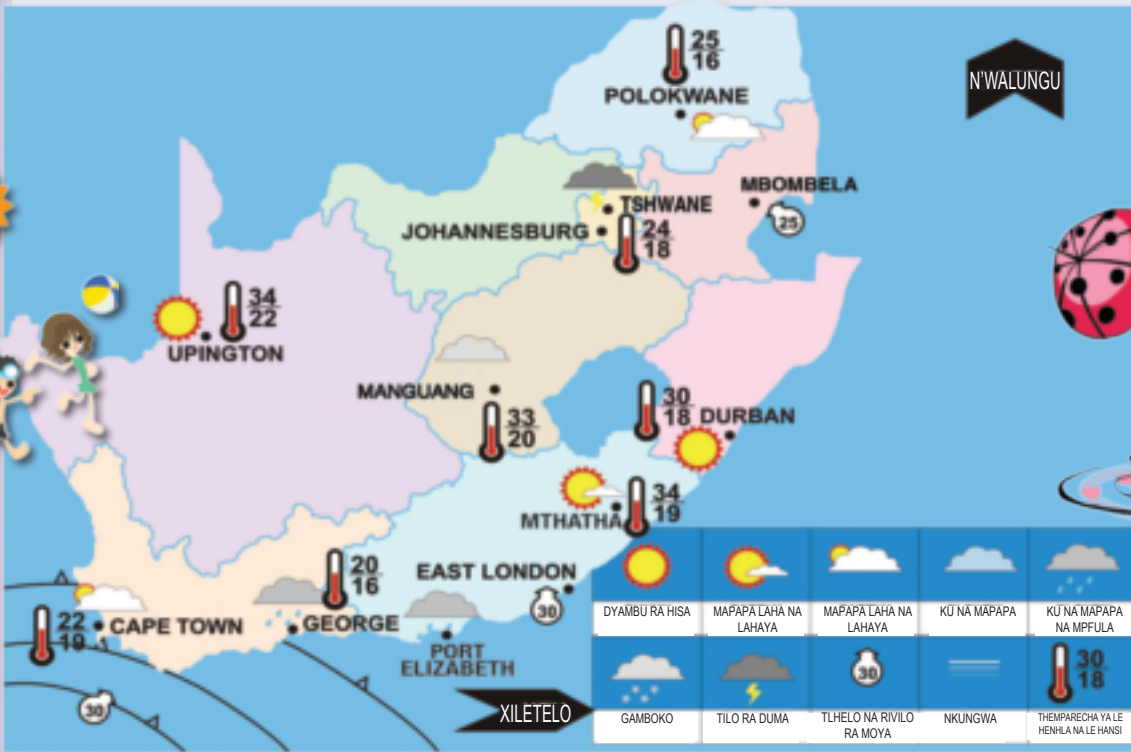 25
16
POLOKWANE
N'WALUNGU
MBOMBELA
25
TSHWANE
JOHANNESBURG
24
18
34
22
UPINGTON
MANGUANG
33
20
30
18
DURBAN
34
19
MTHATHA
20
16
EAST LONDON
30
GEORGE
22
19
CAPE TOWN
PORT
ELIZABETH
30
XILETELO
DYAMBU RA HISA
MAPAPA LAHA NA
LAHAYA
MAPAPA LAHA NA
LAHAYA
KU NA MAPAPA
KU NA MAPAPA
NA MPFULA
30
30
18
GAMBOKO
TILO RA DUMA
TLHELO NA RIVILO
RA MOYA
NKUNGWA
THEMPARECHA YA LE
HENHLA NA LE HANSI